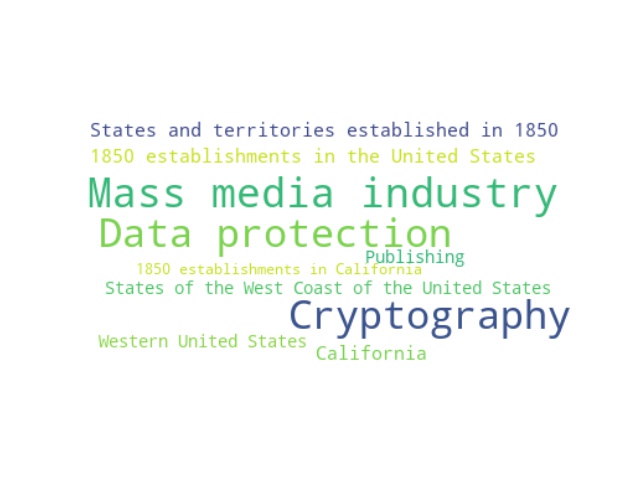 States and territories established in 1850
1850 establishments in the United States
Mass media industry
Data protection
Publishing
1850 establishments in California
States of the West Coast of the United States
Cryptography
Western United States
California